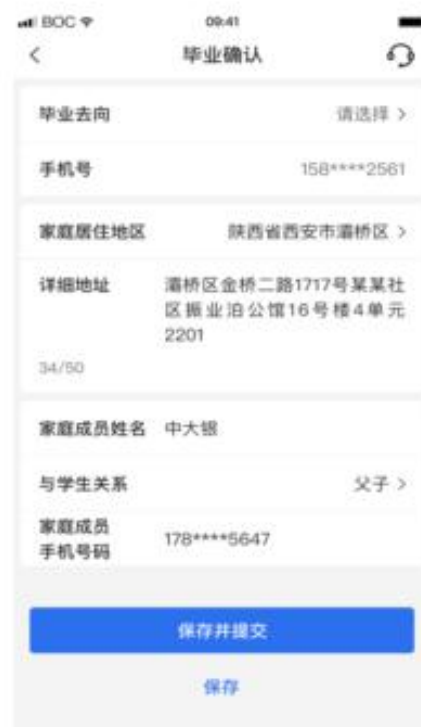 BOC 09:41
毕业确认
毕业去向 请选择 >
手机号 158****2561
家庭居住地区 陕西省西安市灞桥区 >
详细地址 灞桥区金桥二路1717号某某社
区振业泊公馆16号楼4单元
2201
34/50
家庭成员姓名 中大银
与学生关系 父子 >
家庭成员
手机号码 178****5647
保存并提交
保存